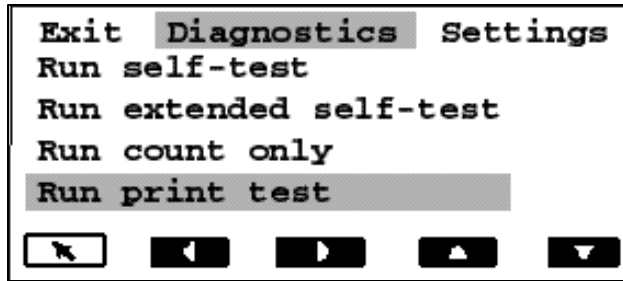 Exit Diagnostics Settings
Run self-test
Run extended self-test
Run count only
Run print test